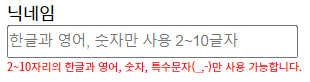 닉네임
한글과 영어, 숫자만 사용 2~10글자
2~10자리의 한글과 영어, 숫자, 특수문자(_,-)만 사용 가능합니다.